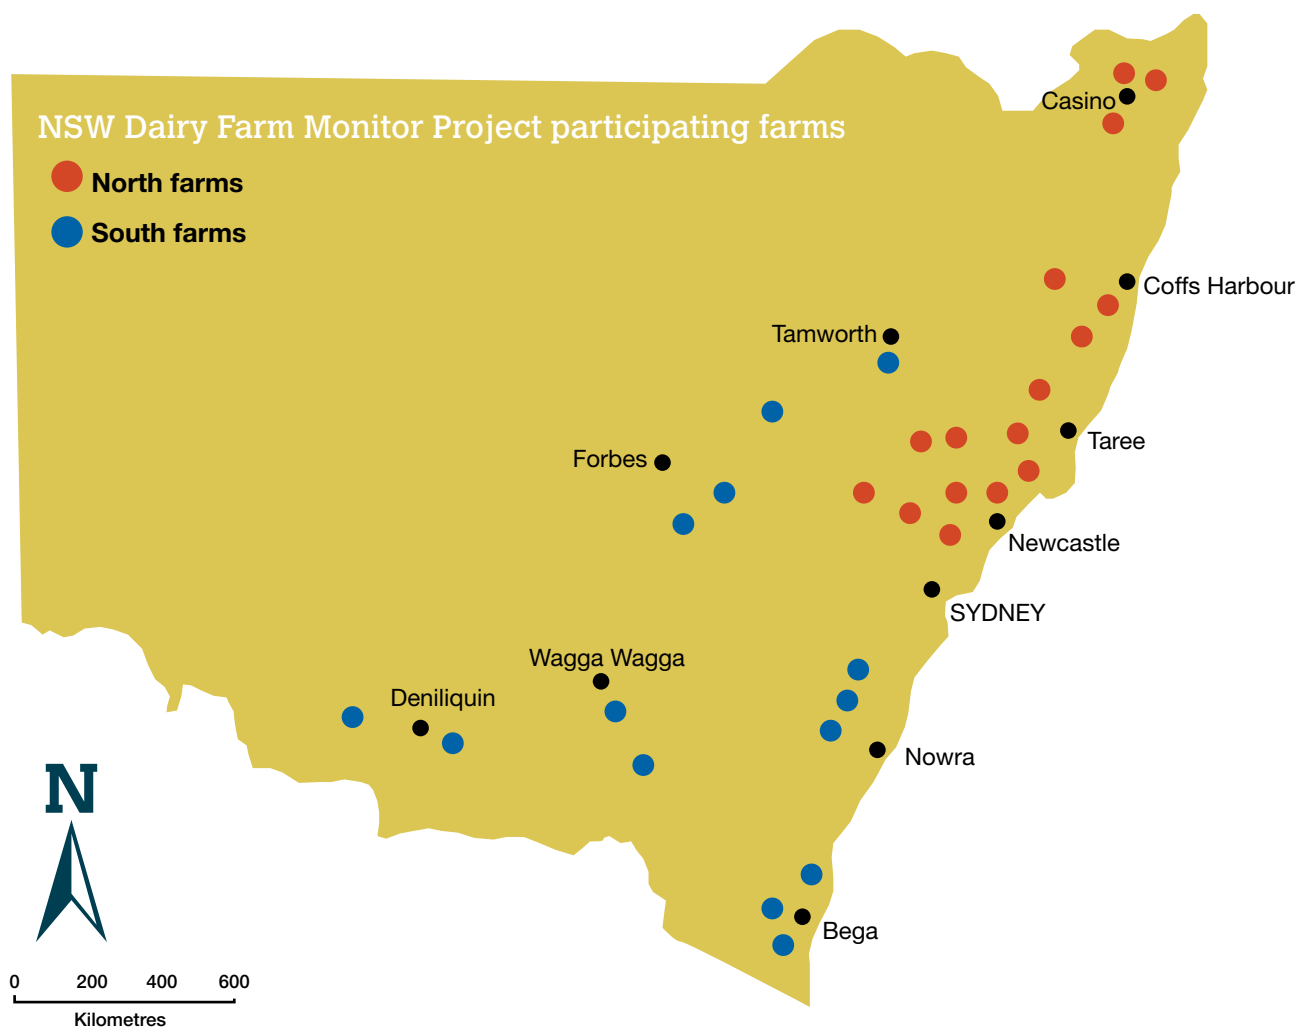 NSW Dairy Farm Monitor Project participating farms
North farms
South farms
Casino
Coffs Harbour
Tamworth
Taree
Forbes
Newcastle
SYDNEY
Wagga Wagga
Deniliquin
Nowra
N
Bega
0 200 400 600
Kilometres